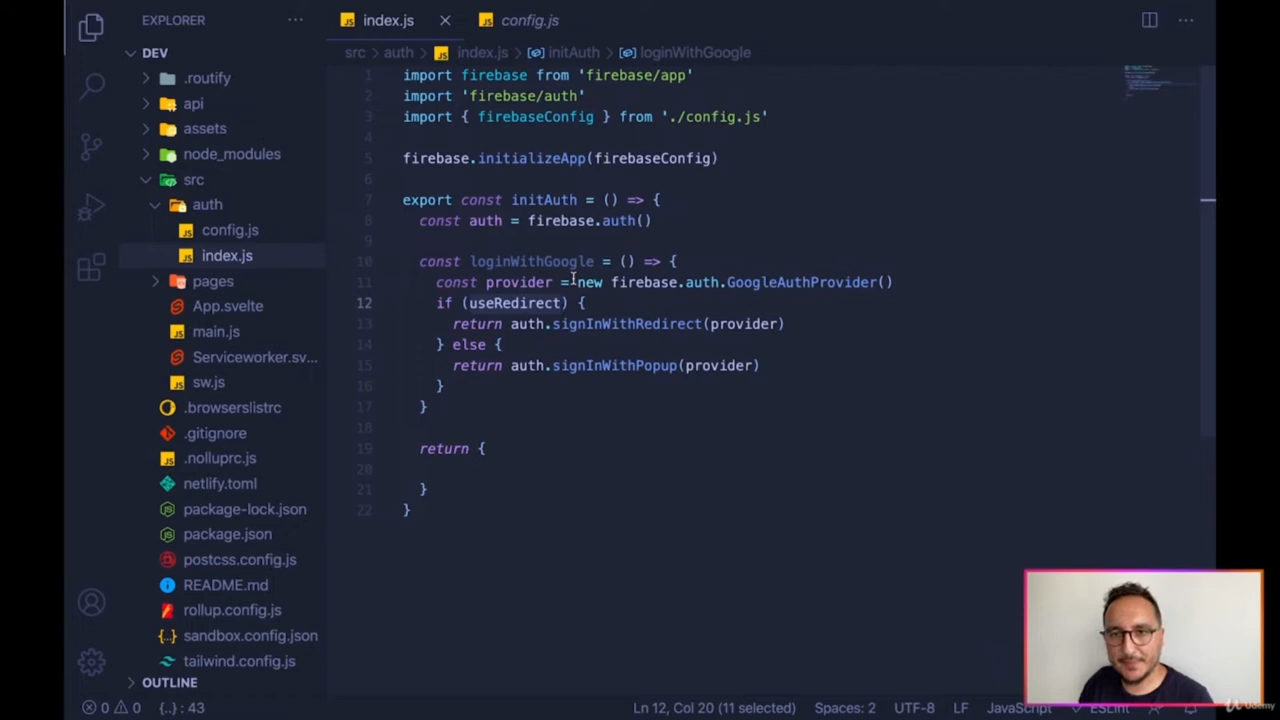 EXPLORER
index.js
config.js
DEV
src
auth
index.js
initAuth
loginWithGoogle
.routify
api
assets
node_modules
src
auth
config.js
index.js
pages
App.svelte
main.js
Serviceworker.sv...
sw.js
.browserslistrc
.gitignore
.nolluprc.js
netlify.toml
package-lock.json
package.json
postcss.config.js
README.md
rollup.config.js
sandbox.config.json
tailwind.config.js
OUTLINE
1 import firebase from 'firebase/app'
2 import 'firebase/auth'
3 import { firebaseConfig } from './config.js'
4
5 firebase.initializeApp(firebaseConfig)
6
7 export const initAuth = () => {
8 const auth = firebase.auth()
9
10 const loginWithGoogle = () => {
11 const provider = new firebase.auth.GoogleAuthProvider()
12 if (useRedirect) {
13 return auth.signInWithRedirect(provider)
14 } else {
15 return auth.signInWithPopup(provider)
16 }
17 }
18
19 return {
20
21 }
22 }
0 0 {..} : 43
Ln 12, Col 20 (11 selected)
Spaces: 2
UTF-8
LF
JavaScript
ESLint
Udemy